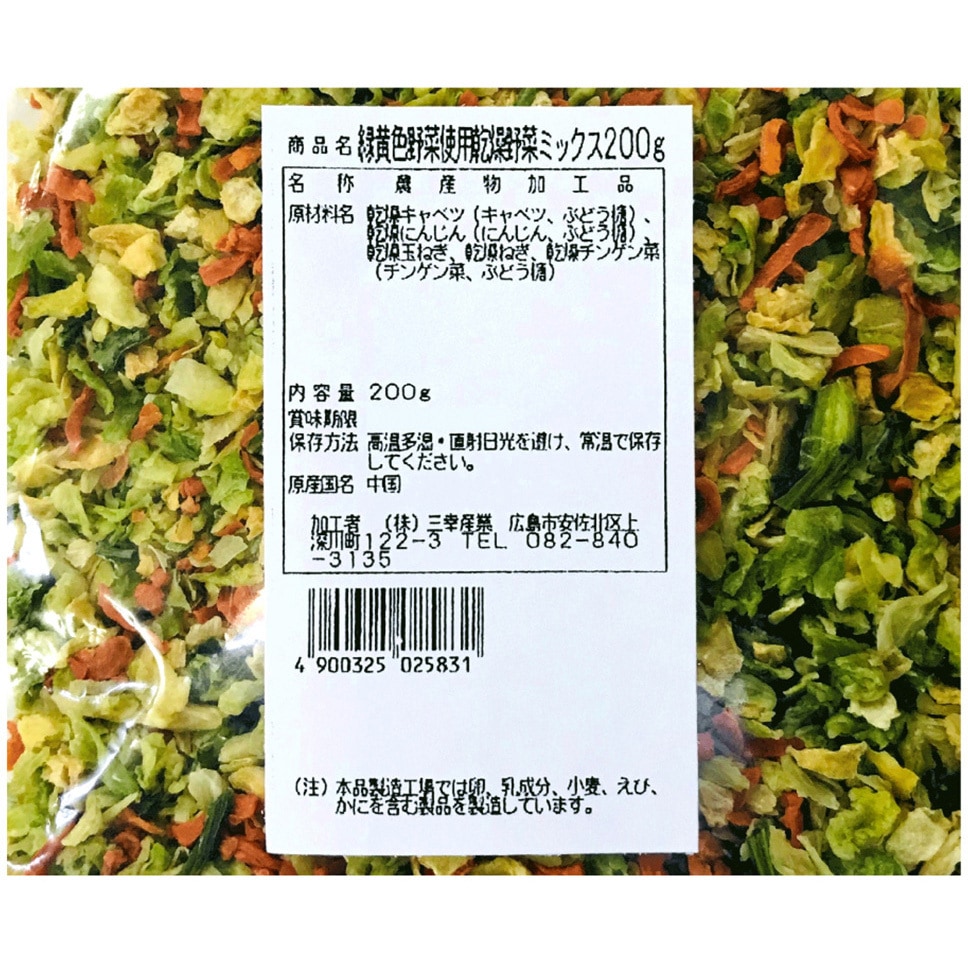 商品名 緑黄色野菜使用乾燥野菜ミックス200g
名称 農産物加工品
原材料名 乾燥キャベツ(キャベツ、ぶどう糖)、
乾燥にんじん(にんじん、ぶどう糖)、
乾燥玉ねぎ、乾燥ねぎ、乾燥チンゲン菜
(チンゲン菜、ぶどう糖)
内容量 200g
賞味期限
保存方法 高温多湿・直射日光を避け、常温で保存
してください。
原産国名 中国
加工者 (株)三幸産業 広島市安佐北区上
深川町122-3 TEL 082-840
-3135
4 900325 025831
(注)本品製造工場では卵、乳成分、小麦、えび、
かにを含む製品を製造しています。